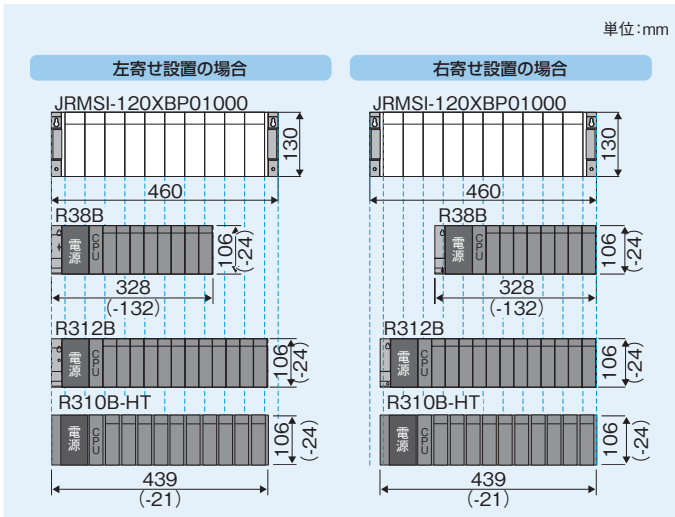 単位：mm
左寄せ設置の場合
JRMSI-120XBP01000
130
460
R38B
電源
CPU
106
(-24)
328
(-132)
R312B
電源
CPU
106
(-24)
R310B-HT
電源
CPU
106
(-24)
439
(-21)
右寄せ設置の場合
JRMSI-120XBP01000
130
460
R38B
電源
CPU
106
(-24)
328
(-132)
R312B
電源
CPU
106
(-24)
R310B-HT
電源
CPU
106
(-24)
439
(-21)